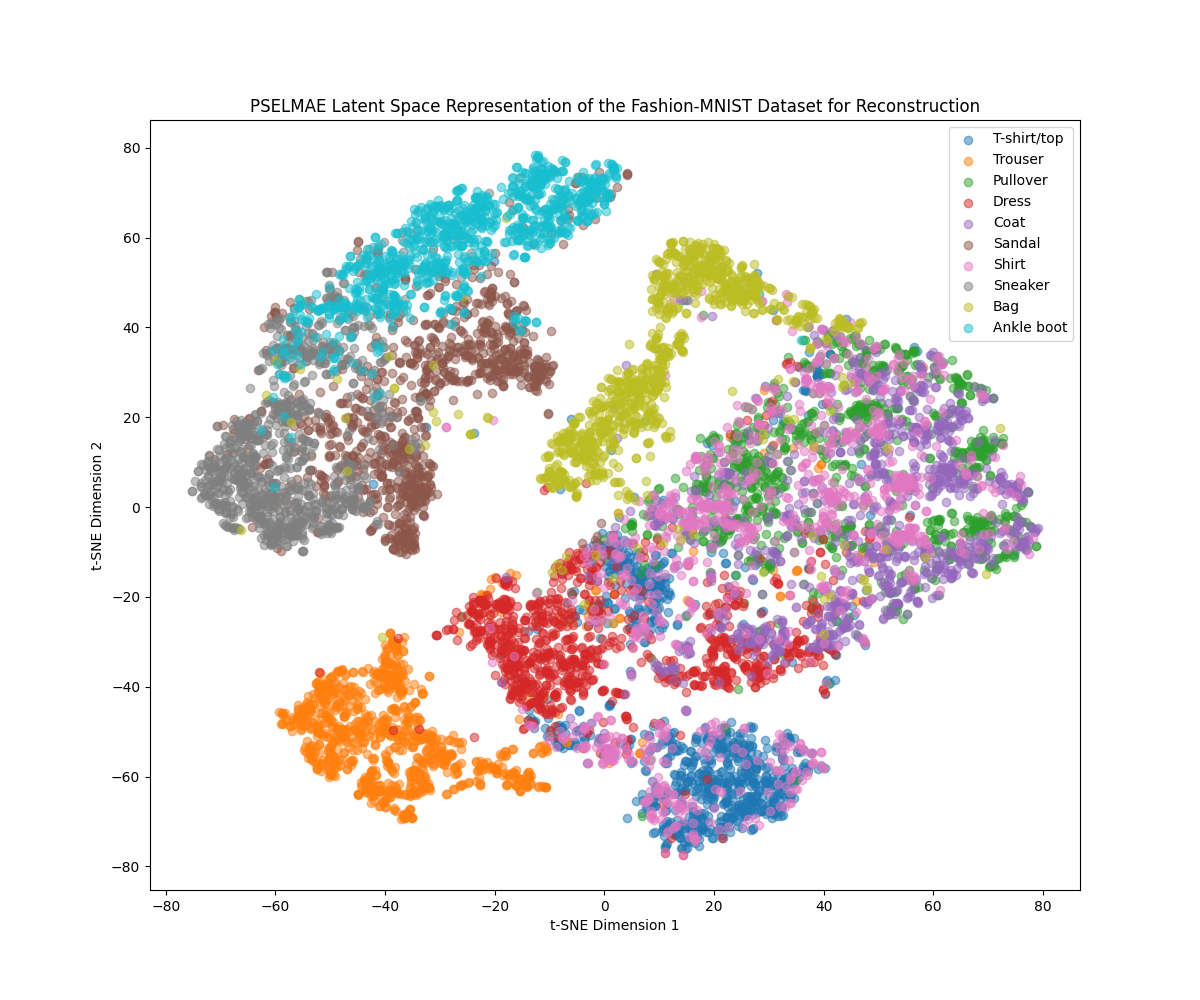 PSELMAE Latent Space Representation of the Fashion-MNIST Dataset for Reconstruction
T-shirt/top
Trouser
Pullover
Dress
Coat
Sandal
Shirt
Sneaker
Bag
Ankle boot
80
60
40
20
0
−20
−40
−60
−80
t-SNE Dimension 2
−80 −60 −40 −20 0 20 40 60 80
t-SNE Dimension 1